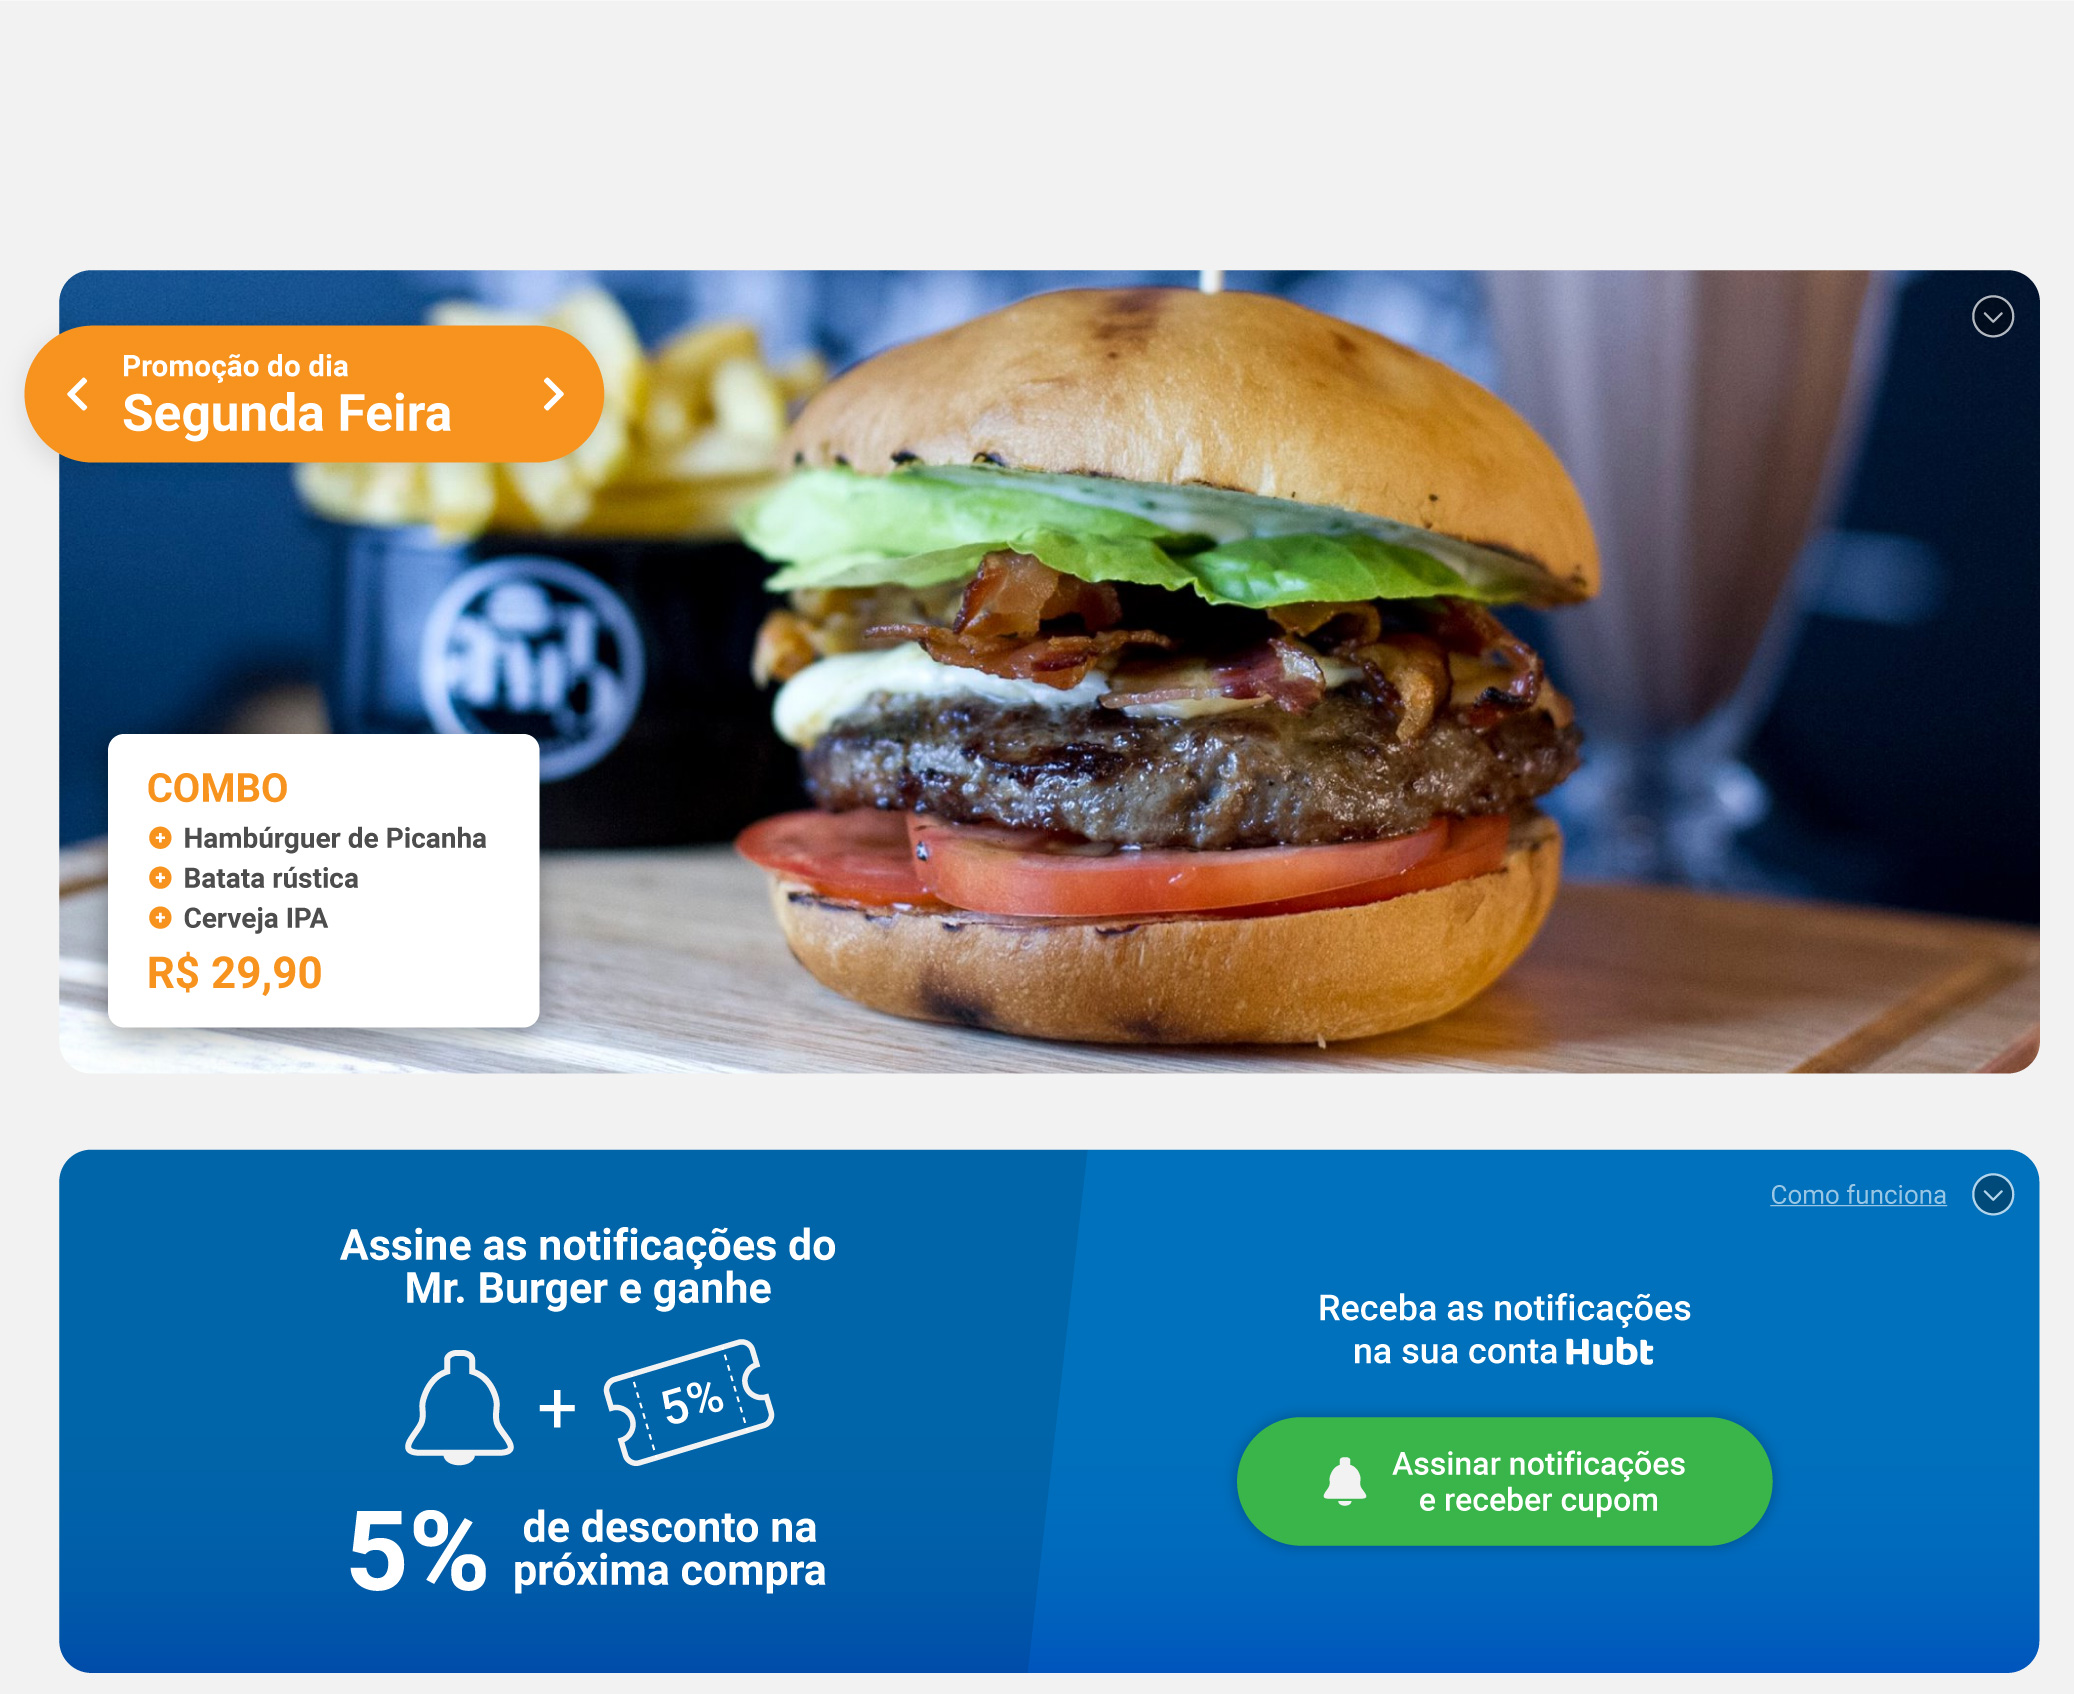 Promoção do dia
Segunda Feira
COMBO
Hambúrguer de Picanha
Batata rústica
Cerveja IPA
R$ 29,90
Como funciona
Assine as notificações do
Mr. Burger e ganhe
+
5%
5% de desconto na
próxima compra
Receba as notificações
na sua conta Hubt
Assinar notificações
e receber cupom